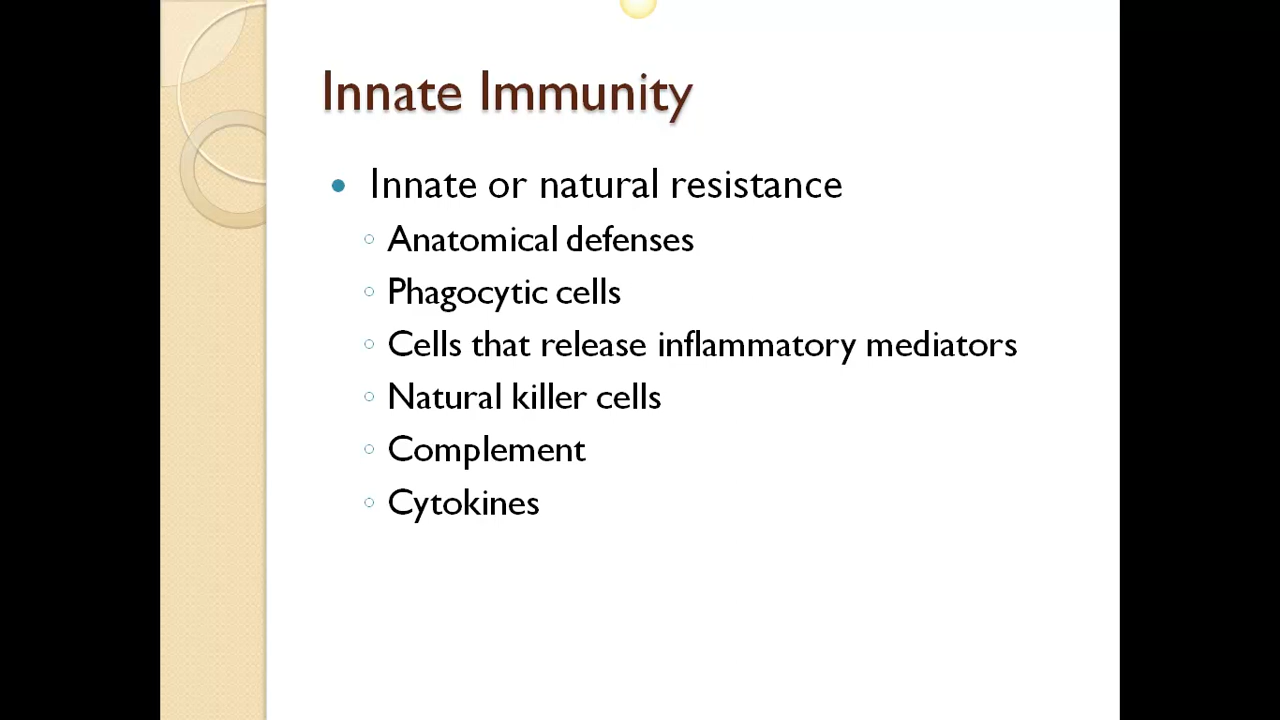 Innate Immunity
• Innate or natural resistance
◦ Anatomical defenses
◦ Phagocytic cells
◦ Cells that release inflammatory mediators
◦ Natural killer cells
◦ Complement
◦ Cytokines